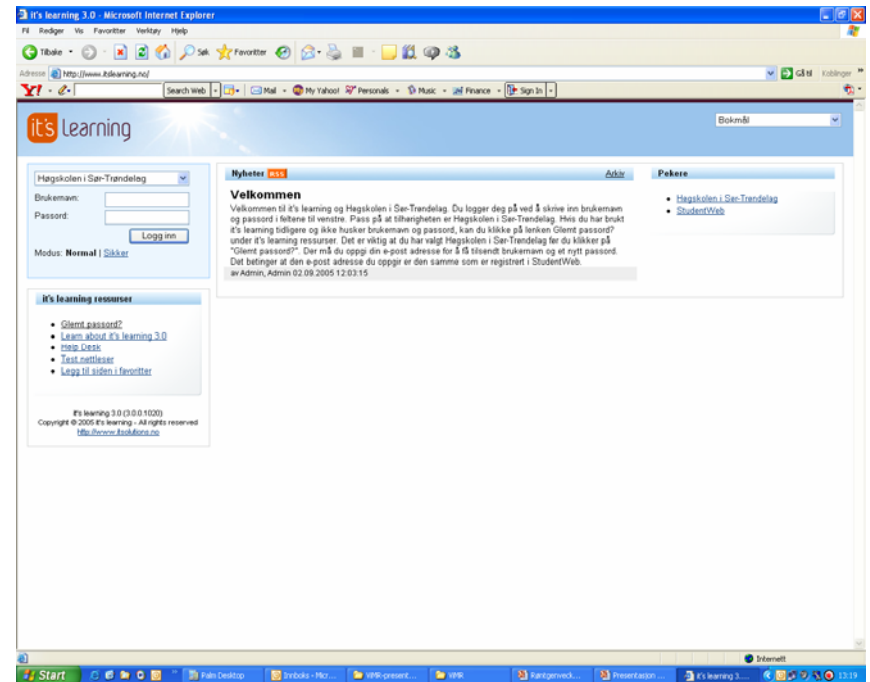 it's learning 3.0 - Microsoft Internet Explorer
Fil Rediger Vis Favoritter Verktøy Hjelp
Tilbake Søk Favoritter
Adresse http://www.itslearning.no/ Gå til Koblinger
Y! Search Web Mail My Yahoo! Personals Music Finance Sign In
it's learning
Bokmål
Høgskolen i Sør-Trøndelag
Brukernavn:
Passord:
Logg inn
Modus: Normal | Sikker
it's learning ressurser
Glemt passord?
Learn about it's learning 3.0
Help Desk
Test nettleser
Legg til siden i favoritter
it's learning 3.0 (3.0.0.1020)
Copyright © 2005 it's learning - All rights reserved
http://www.itsolutions.no
Nyheter RSS Arkiv
Velkommen
Velkommen til it's learning og Høgskolen i Sør-Trøndelag. Du logger deg på ved å skrive inn brukernavn
og passord i feltene til venstre. Pass på at tilhørigheten er Høgskolen i Sør-Trøndelag. Hvis du har brukt
it's learning tidligere og ikke husker brukernavn og passord, kan du klikke på lenken Glemt passord?
under it's learning ressurser. Det er viktig at du har valgt Høgskolen i Sør-Trøndelag før du klikker på
"Glemt passord?". Der må du oppgi din e-post adresse for å få tilsendt brukernavn og et nytt passord.
Det betinger at den e-post adresse du oppgir er den samme som er registrert i StudentWeb.
av Admin, Admin 02.09.2005 12:03:15
Pekere
Høgskolen i Sør-Trøndelag
StudentWeb
Internett
Start Palm Desktop Innboks - Micr... VIMR-present... VIMR Røntgenveck... Presentasjon ... it's learning 3.... 13:19